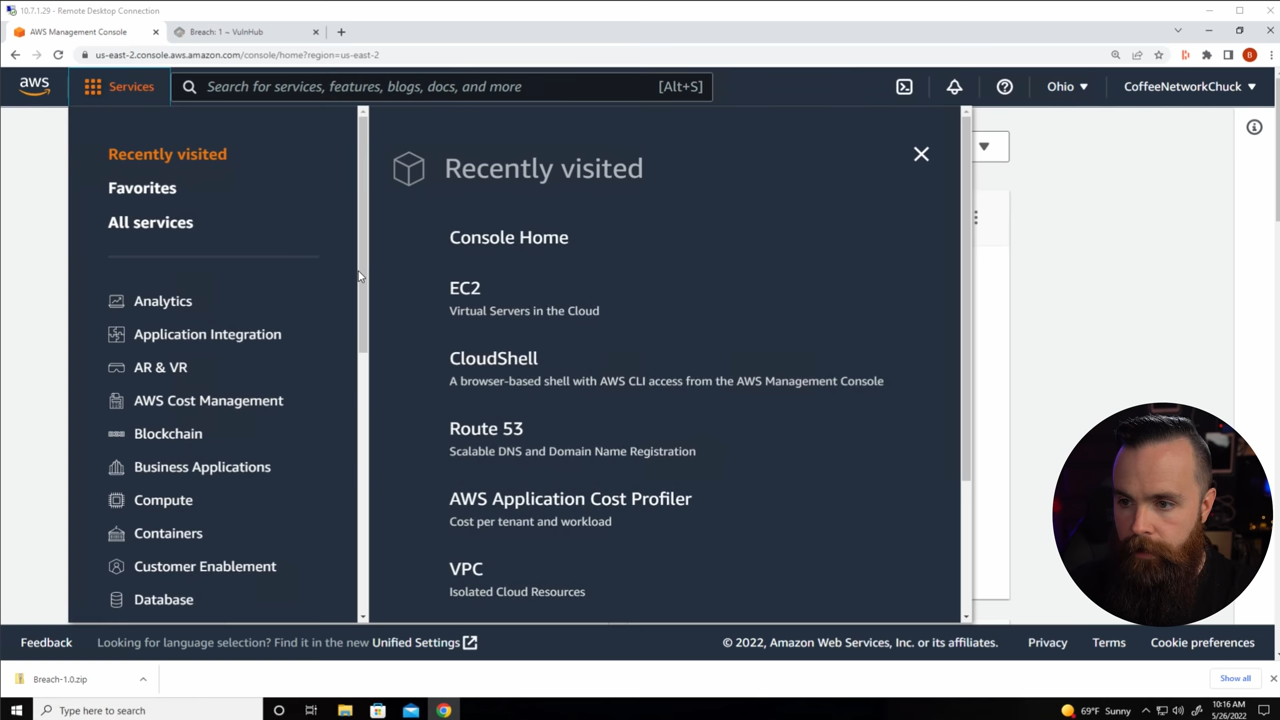 10.7.1.29 - Remote Desktop Connection
AWS Management Console
Breach: 1 ~ VulnHub
us-east-2.console.aws.amazon.com/console/home?region=us-east-2
B
aws
Services
Search for services, features, blogs, docs, and more
[Alt+S]
Ohio
CoffeeNetworkChuck
Recently visited
Favorites
All services
Analytics
Application Integration
AR & VR
AWS Cost Management
Blockchain
Business Applications
Compute
Containers
Customer Enablement
Database
Recently visited
Console Home
EC2
Virtual Servers in the Cloud
CloudShell
A browser-based shell with AWS CLI access from the AWS Management Console
Route 53
Scalable DNS and Domain Name Registration
AWS Application Cost Profiler
Cost per tenant and workload
VPC
Isolated Cloud Resources
Feedback
Looking for language selection? Find it in the new Unified Settings
© 2022, Amazon Web Services, Inc. or its affiliates.
Privacy
Terms
Cookie preferences
Breach-1.0.zip
Show all
Type here to search
69°F Sunny
10:16 AM
5/26/2022